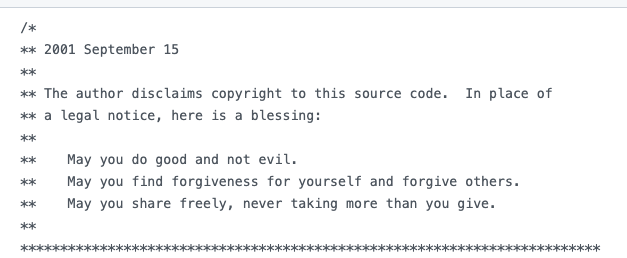 /*
** 2001 September 15
**
** The author disclaims copyright to this source code.  In place of
** a legal notice, here is a blessing:
**
**    May you do good and not evil.
**    May you find forgiveness for yourself and forgive others.
**    May you share freely, never taking more than you give.
**
*************************************************************************